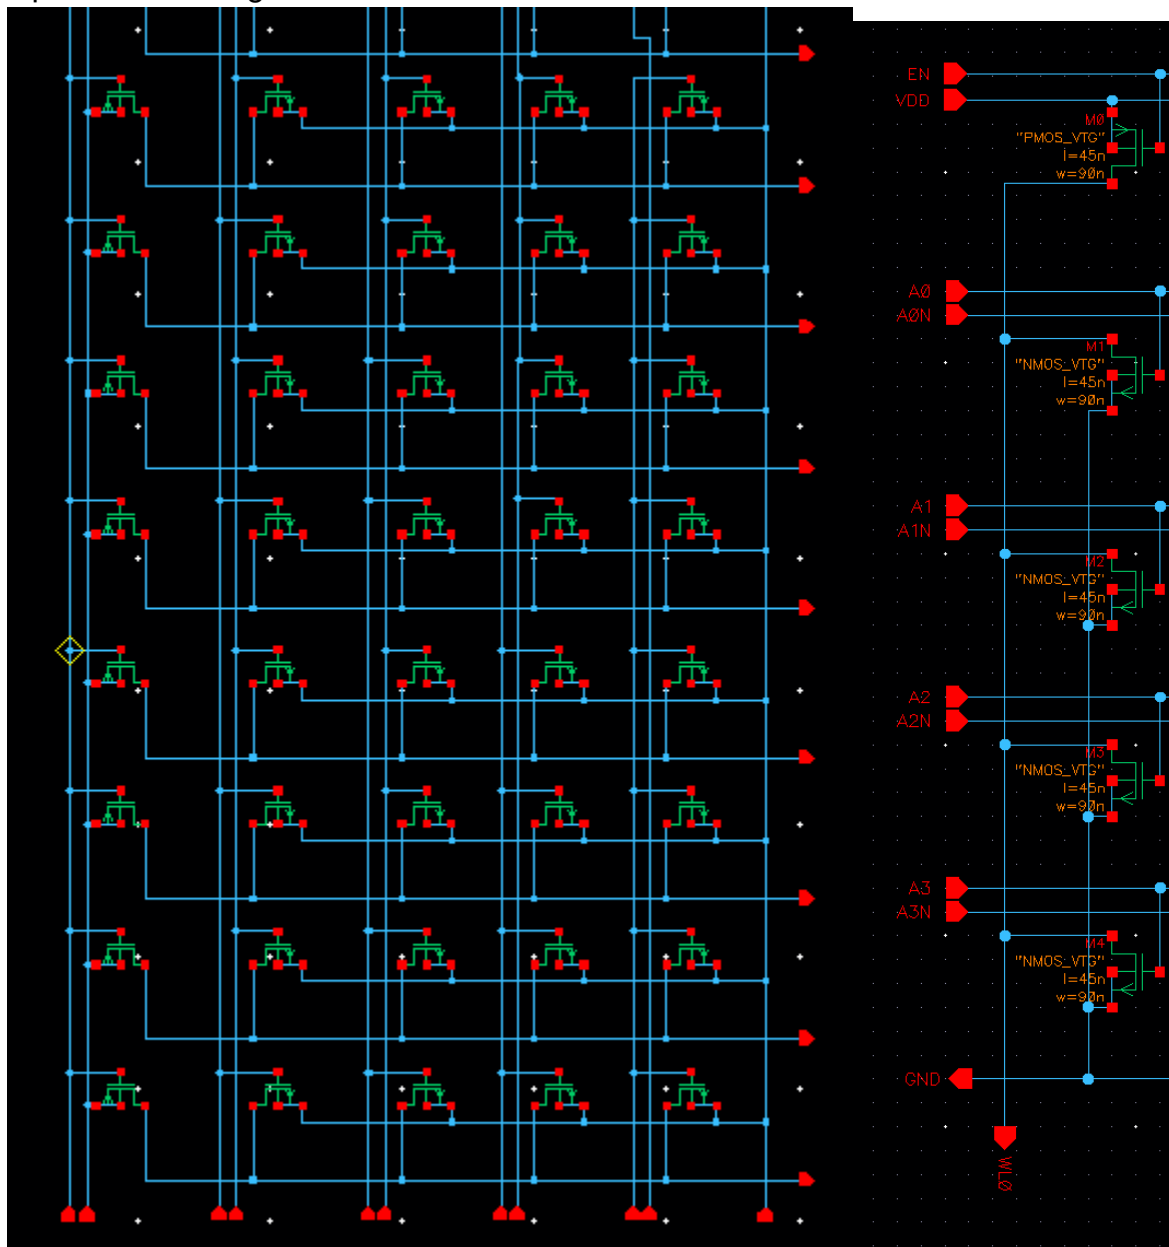 EN
VDD
M0
"PMOS_VTG"
l=45n
w=90n
A0
A0N
M1
"NMOS_VTG"
l=45n
w=90n
A1
A1N
M2
"NMOS_VTG"
l=45n
w=90n
A2
A2N
M3
"NMOS_VTG"
l=45n
w=90n
A3
A3N
M4
"NMOS_VTG"
l=45n
w=90n
GND
WL0